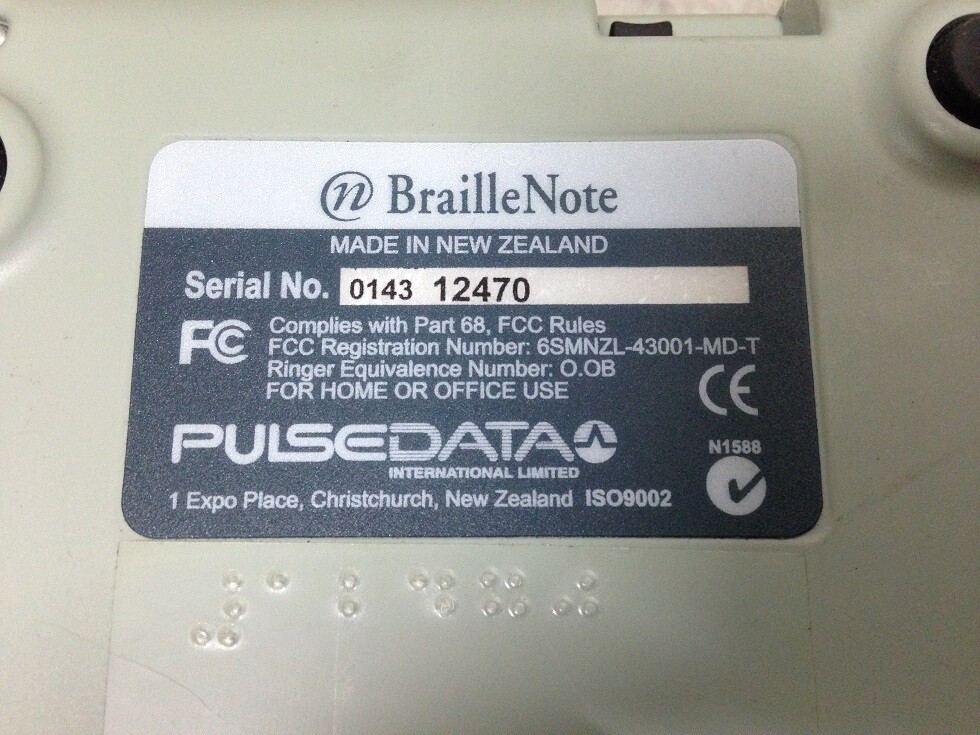 @n BrailleNote
MADE IN NEW ZEALAND
Serial No. 0143 12470
FC Complies with Part 68, FCC Rules
FCC Registration Number: 6SMNZL-43001-MD-T
Ringer Equivalence Number: O.OB
FOR HOME OR OFFICE USE
CE
PULSEDATA
INTERNATIONAL LIMITED
N1588
1 Expo Place, Christchurch, New Zealand ISO9002
⠼⠁⠃⠙⠛⠚